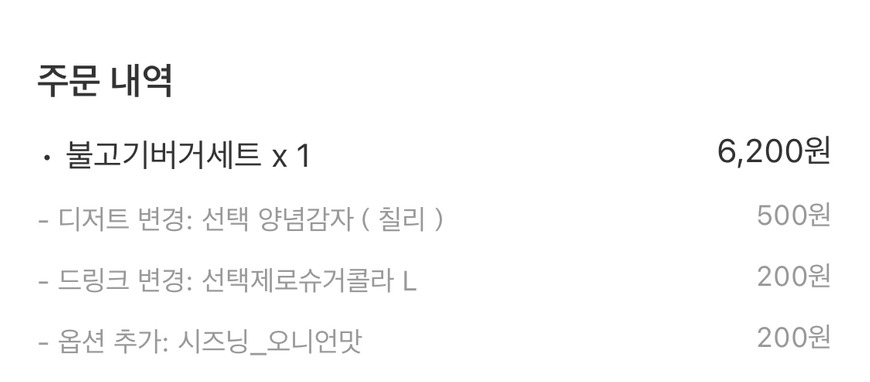 주문 내역
• 불고기버거세트 x 1 6,200원
- 디저트 변경: 선택 양념감자 ( 칠리 ) 500원
- 드링크 변경: 선택제로슈거콜라 L 200원
- 옵션 추가: 시즈닝_오니언맛 200원